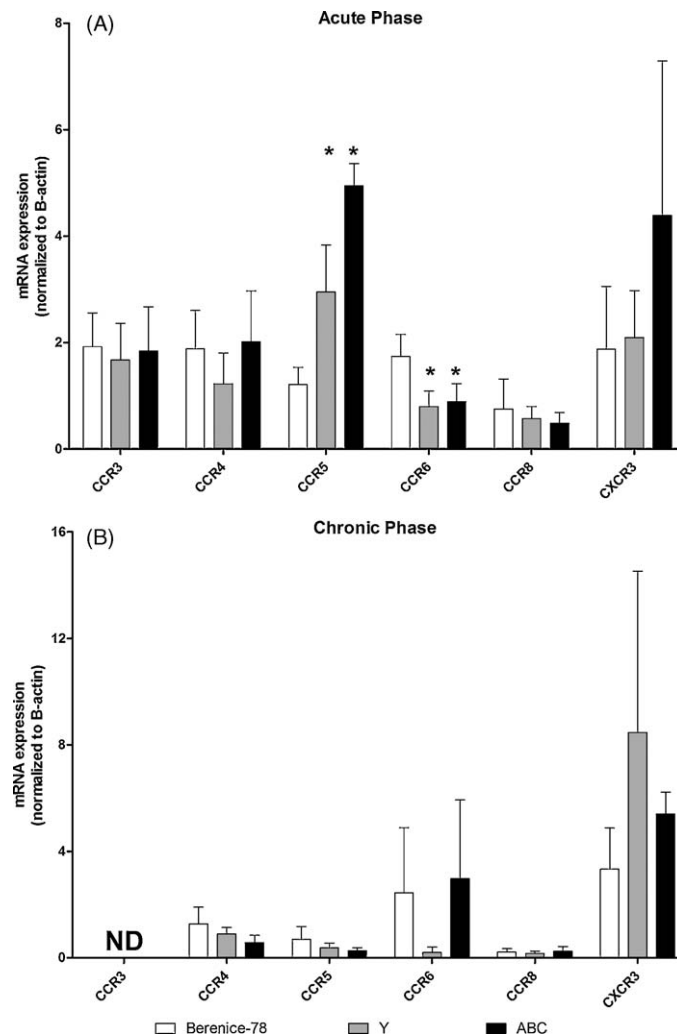 (A)
Acute Phase
mRNA expression
(normalized to B-actin)
8
6
4
2
0
* *
* *
CCR3
CCR4
CCR5
CCR6
CCR8
CXCR3
(B)
Chronic Phase
mRNA expression
(normalized to B-actin)
16
12
8
4
0
ND
CCR3
CCR4
CCR5
CCR6
CCR8
CXCR3
Berenice-78 Y ABC